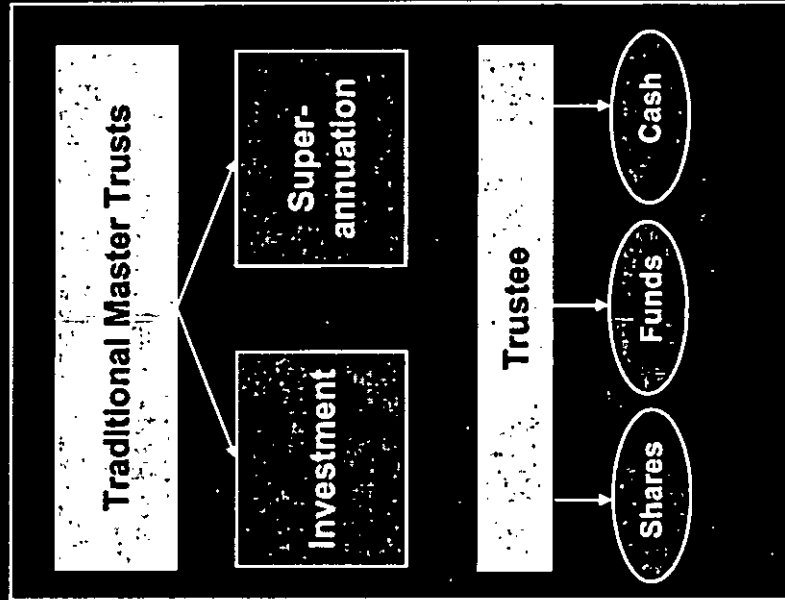 Traditional Master Trusts
Investment
Super-
annuation
Trustee
Shares
Funds
Cash